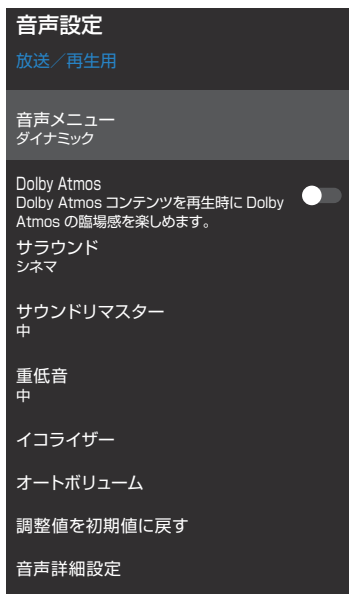 音声設定
放送／再生用
音声メニュー
ダイナミック
Dolby Atmos
Dolby Atmos コンテンツを再生時に Dolby
Atmos の臨場感を楽しめます。
サラウンド
シネマ
サウンドリマスター
中
重低音
中
イコライザー
オートボリューム
調整値を初期値に戻す
音声詳細設定